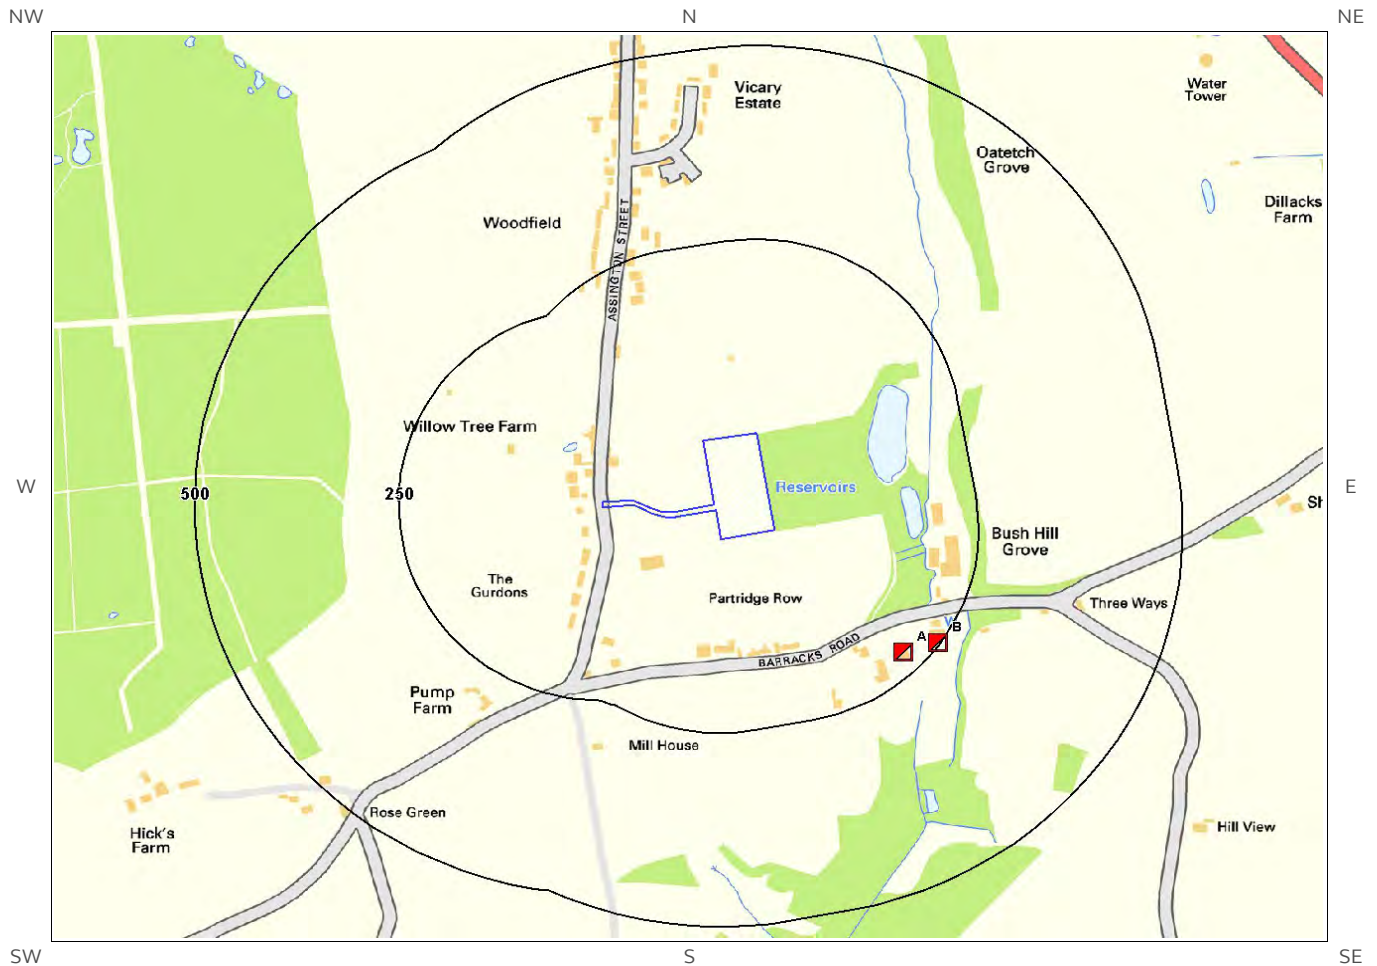 NW
N
NE
Vicary
Estate
Water
Tower
Oatetch
Grove
Dillacks
Farm
Woodfield
ASSINGTON STREET
Willow Tree Farm
W
500
250
Reservoirs
E
Sh
Bush Hill
Grove
The
Gurdons
Partridge Row
Three Ways
A
B
BARRACKS ROAD
Pump
Farm
Mill House
Rose Green
Hick's
Farm
Hill View
SW
S
SE